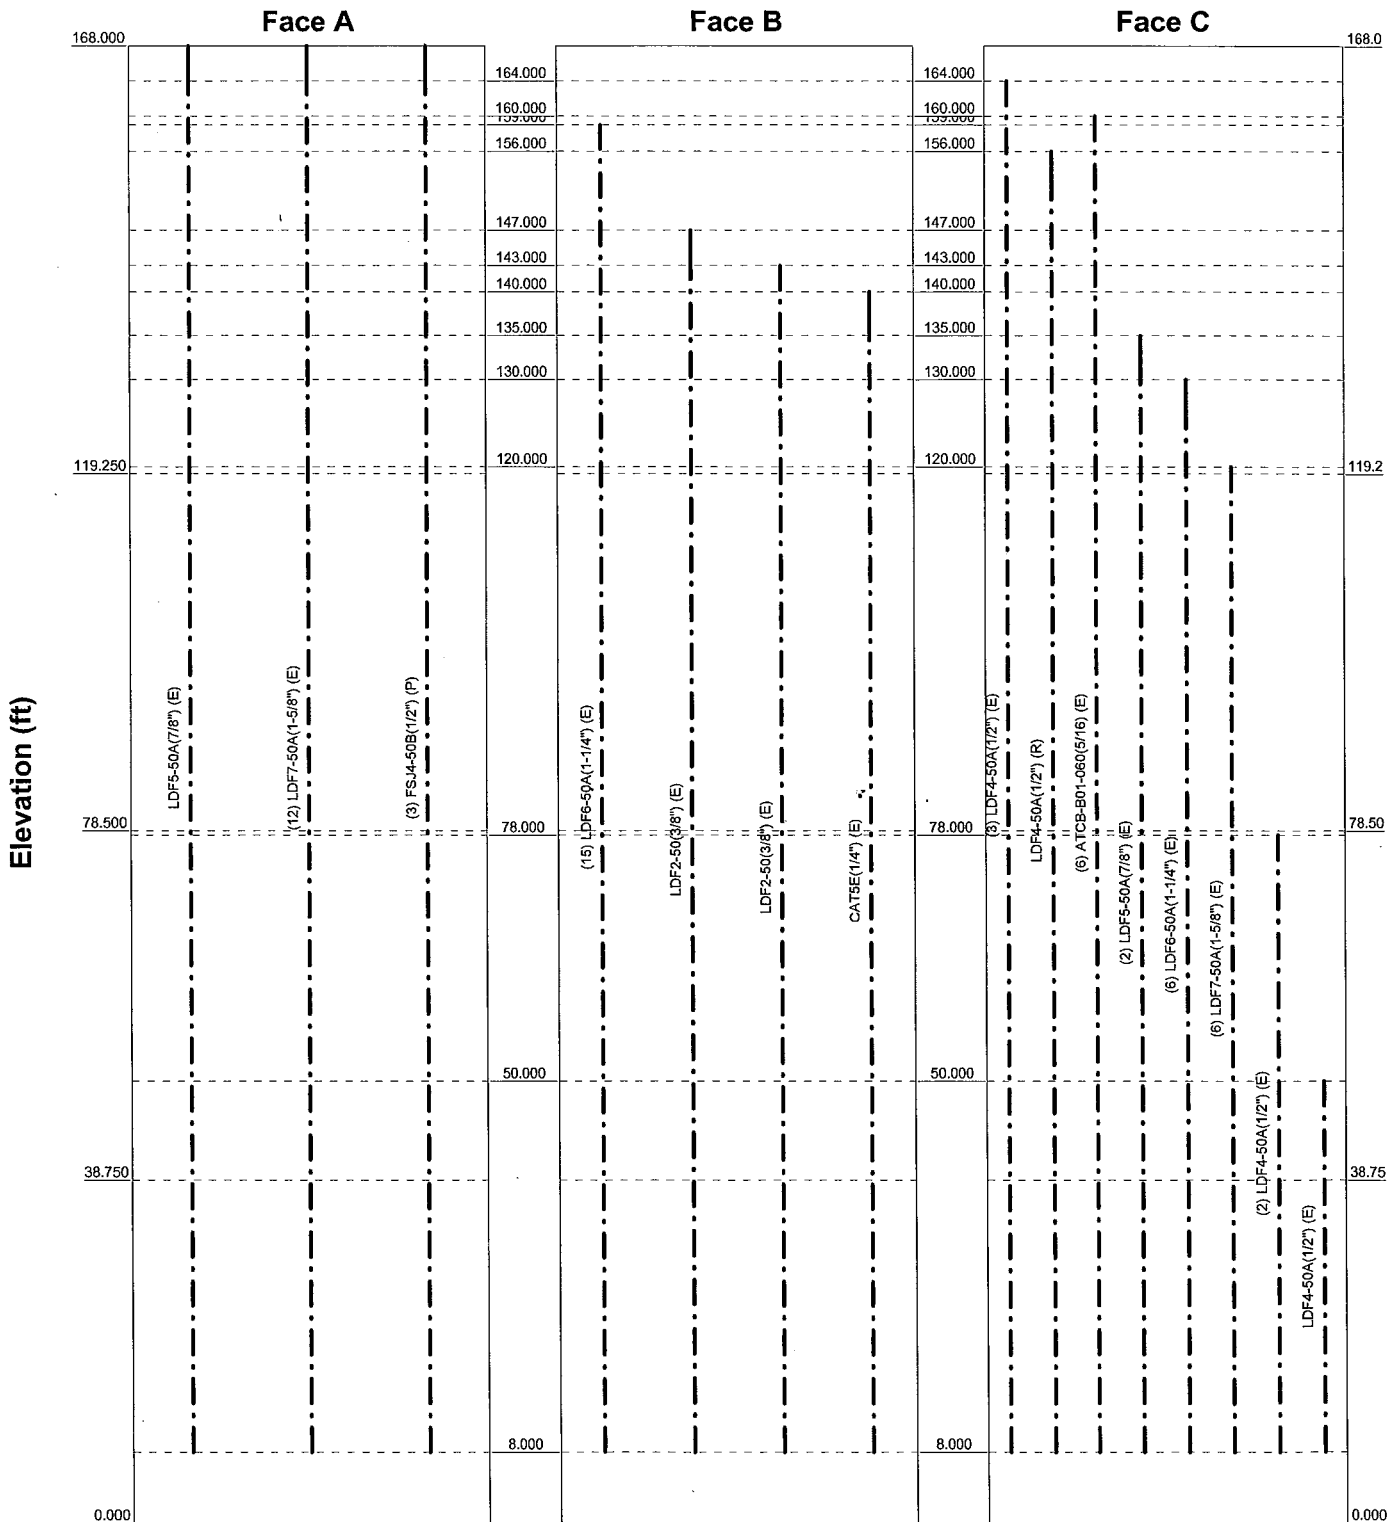 Face A
Face B
Face C
168.000
168.0
164.000
164.000
160.000
160.000
159.000
159.000
156.000
156.000
147.000
147.000
143.000
143.000
140.000
140.000
135.000
135.000
130.000
130.000
119.250
120.000
120.000
119.2
Elevation (ft)
LDF5-50A(7/8") (E)
(12) LDF7-50A(1-5/8") (E)
(3) FSJ4-50B(1/2") (P)
(15) LDF6-50A(1-1/4") (E)
LDF2-50(3/8") (E)
LDF2-50(3/8") (E)
CAT5E(1/4") (E)
(3) LDF4-50A(1/2") (E)
LDF4-50A(1/2") (R)
(6) ATCB-B01-060(5/16) (E)
(2) LDF5-50A(7/8") (E)
(6) LDF6-50A(1-1/4") (E)
(6) LDF7-50A(1-5/8") (E)
(2) LDF4-50A(1/2") (E)
LDF4-50A(1/2") (E)
78.500
78.000
78.000
78.50
50.000
50.000
38.750
38.75
8.000
8.000
0.000
0.000